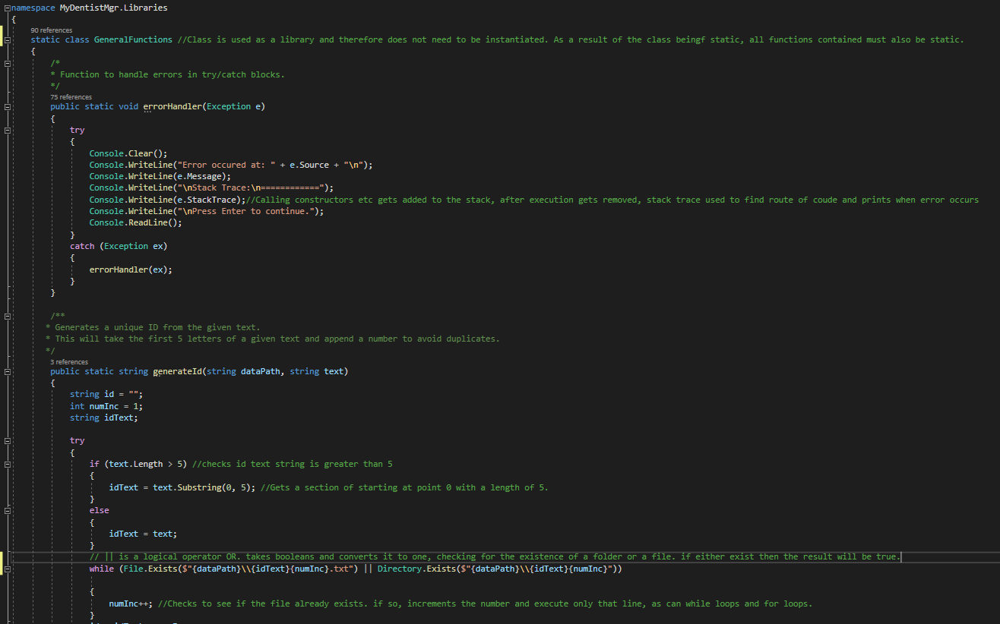 namespace MyDentistMgr.Libraries
{
90 references
static class GeneralFunctions //Class is used as a library and therefore does not need to be instantiated. As a result of the class beingf static, all functions contained must also be static.
{
/*
* Function to handle errors in try/catch blocks.
*/
75 references
public static void errorHandler(Exception e)
{
try
{
Console.Clear();
Console.WriteLine("Error occured at: " + e.Source + "\n");
Console.WriteLine(e.Message);
Console.WriteLine("\nStack Trace:\n============");
Console.WriteLine(e.StackTrace);//Calling constructors etc gets added to the stack, after execution gets removed, stack trace used to find route of coude and prints when error occurs
Console.WriteLine("\nPress Enter to continue.");
Console.ReadLine();
}
catch (Exception ex)
{
errorHandler(ex);
}
}
/**
* Generates a unique ID from the given text.
* This will take the first 5 letters of a given text and append a number to avoid duplicates.
*/
3 references
public static string generateId(string dataPath, string text)
{
string id = "";
int numInc = 1;
string idText;
try
{
if (text.Length > 5) //checks id text string is greater than 5
{
idText = text.Substring(0, 5); //Gets a section of starting at point 0 with a length of 5.
}
else
{
idText = text;
}
// || is a logical operator OR. takes booleans and converts it to one, checking for the existence of a folder or a file. if either exist then the result will be true.
while (File.Exists($"{dataPath}\\{idText}{numInc}.txt") || Directory.Exists($"{dataPath}\\{idText}{numInc}"))
{
numInc++; //Checks to see if the file already exists. if so, increments the number and execute only that line, as can while loops and for loops.
}